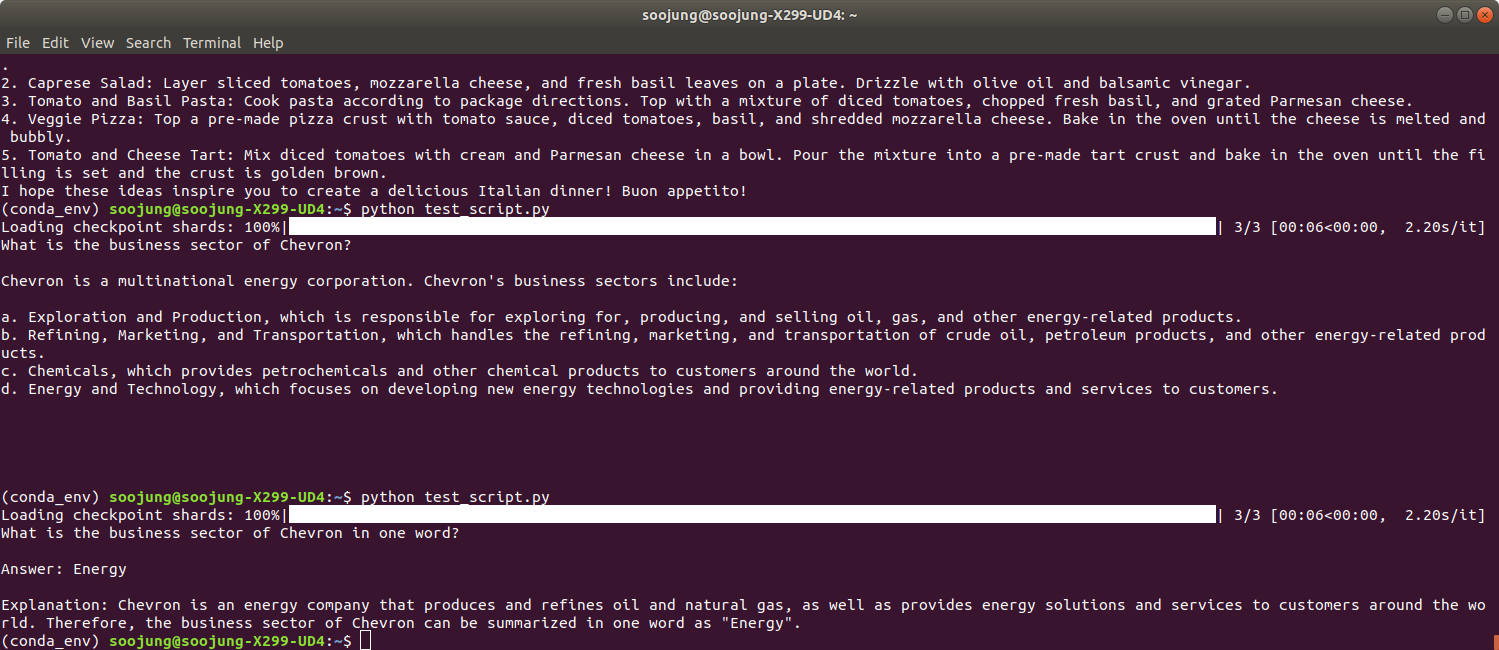 soojung@soojung-X299-UD4: ~
File Edit View Search Terminal Help
.
2. Caprese Salad: Layer sliced tomatoes, mozzarella cheese, and fresh basil leaves on a plate. Drizzle with olive oil and balsamic vinegar.
3. Tomato and Basil Pasta: Cook pasta according to package directions. Top with a mixture of diced tomatoes, chopped fresh basil, and grated Parmesan cheese.
4. Veggie Pizza: Top a pre-made pizza crust with tomato sauce, diced tomatoes, basil, and shredded mozzarella cheese. Bake in the oven until the cheese is melted and
 bubbly.
5. Tomato and Cheese Tart: Mix diced tomatoes with cream and Parmesan cheese in a bowl. Pour the mixture into a pre-made tart crust and bake in the oven until the fi
lling is set and the crust is golden brown.
I hope these ideas inspire you to create a delicious Italian dinner! Buon appetito!
(conda_env) soojung@soojung-X299-UD4:~$ python test_script.py
Loading checkpoint shards: 100%| | 3/3 [00:06<00:00,  2.20s/it]
What is the business sector of Chevron?
Chevron is a multinational energy corporation. Chevron's business sectors include:
a. Exploration and Production, which is responsible for exploring for, producing, and selling oil, gas, and other energy-related products.
b. Refining, Marketing, and Transportation, which handles the refining, marketing, and transportation of crude oil, petroleum products, and other energy-related prod
ucts.
c. Chemicals, which provides petrochemicals and other chemical products to customers around the world.
d. Energy and Technology, which focuses on developing new energy technologies and providing energy-related products and services to customers.
(conda_env) soojung@soojung-X299-UD4:~$ python test_script.py
Loading checkpoint shards: 100%| | 3/3 [00:06<00:00,  2.20s/it]
What is the business sector of Chevron in one word?
Answer: Energy
Explanation: Chevron is an energy company that produces and refines oil and natural gas, as well as provides energy solutions and services to customers around the wo
rld. Therefore, the business sector of Chevron can be summarized in one word as "Energy".
(conda_env) soojung@soojung-X299-UD4:~$